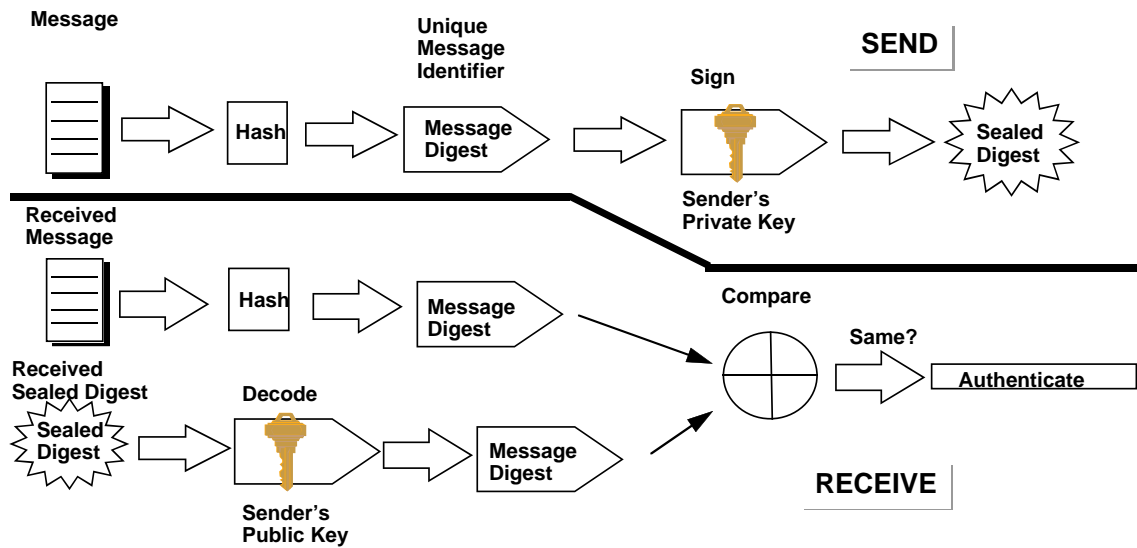 Message
Unique
Message
Identifier
SEND
Sign
Hash
Message
Digest
Sealed
Digest
Sender’s
Private Key
Received
Message
Hash
Message
Digest
Compare
Same?
Authenticate
Received
Sealed Digest
Sealed
Digest
Decode
Message
Digest
Sender’s
Public Key
RECEIVE